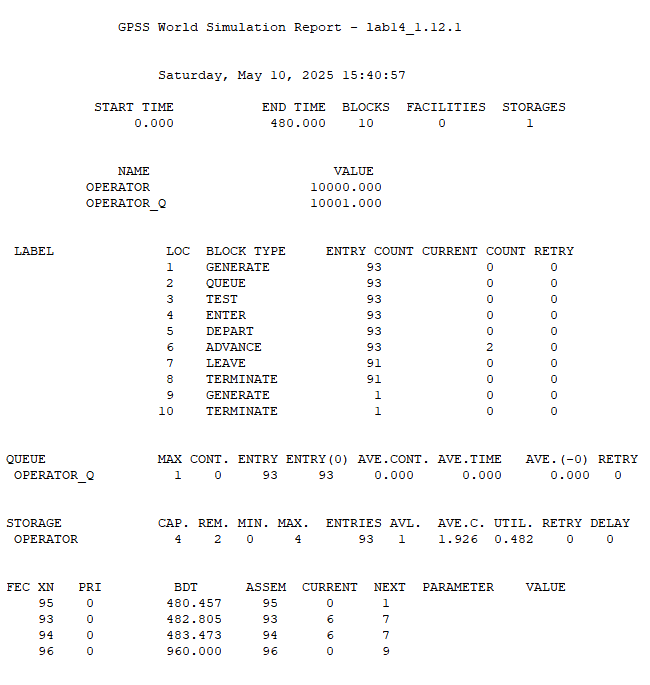 GPSS World Simulation Report - lab14_1.12.1
Saturday, May 10, 2025 15:40:57
START TIME END TIME BLOCKS FACILITIES STORAGES
0.000 480.000 10 0 1
NAME VALUE
OPERATOR 10000.000
OPERATOR_Q 10001.000
LABEL LOC BLOCK TYPE ENTRY COUNT CURRENT COUNT RETRY
1 GENERATE 93 0 0
2 QUEUE 93 0 0
3 TEST 93 0 0
4 ENTER 93 0 0
5 DEPART 93 0 0
6 ADVANCE 93 2 0
7 LEAVE 91 0 0
8 TERMINATE 91 0 0
9 GENERATE 1 0 0
10 TERMINATE 1 0 0
QUEUE MAX CONT. ENTRY ENTRY(0) AVE.CONT. AVE.TIME AVE.(-0) RETRY
OPERATOR_Q 1 0 93 93 0.000 0.000 0.000 0
STORAGE CAP. REM. MIN. MAX. ENTRIES AVL. AVE.C. UTIL. RETRY DELAY
OPERATOR 4 2 0 4 93 1 1.926 0.482 0 0
FEC XN PRI BDT ASSEM CURRENT NEXT PARAMETER VALUE
95 0 480.457 95 0 1
93 0 482.805 93 6 7
94 0 483.473 94 6 7
96 0 960.000 96 0 9